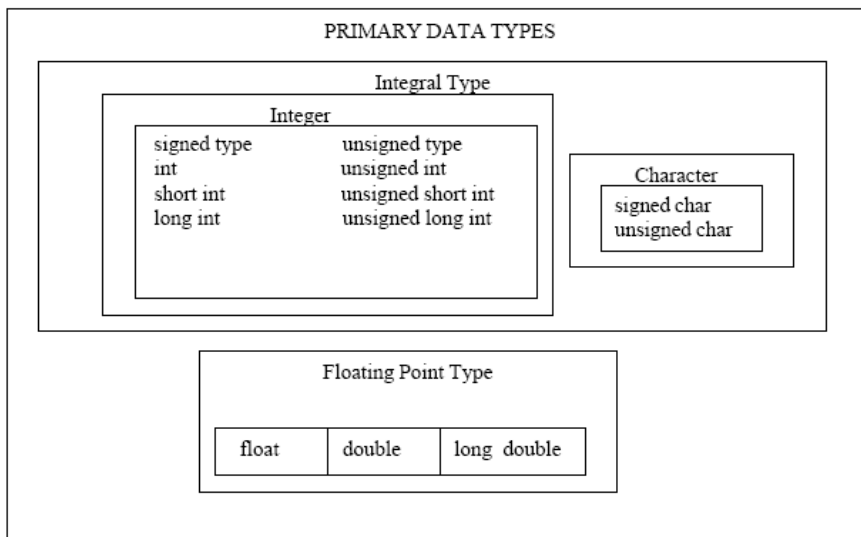 PRIMARY DATA TYPES
Integral Type
Integer
signed type unsigned type
int unsigned int
short int unsigned short int
long int unsigned long int
Character
signed char
unsigned char
Floating Point Type
float double long double